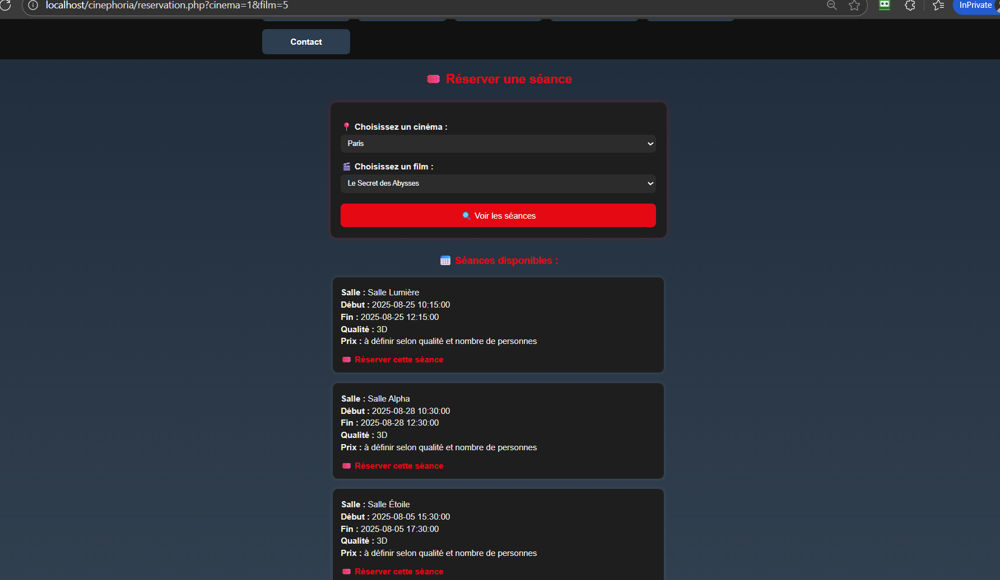 localhost/cinephoria/reservation.php?cinema=1&film=5
InPrivate
Contact
Réserver une séance
Choisissez un cinéma :
Paris
Choisissez un film :
Le Secret des Abysses
Voir les séances
Séances disponibles :
Salle : Salle Lumière
Début : 2025-08-25 10:15:00
Fin : 2025-08-25 12:15:00
Qualité : 3D
Prix : à définir selon qualité et nombre de personnes
Réserver cette séance
Salle : Salle Alpha
Début : 2025-08-28 10:30:00
Fin : 2025-08-28 12:30:00
Qualité : 3D
Prix : à définir selon qualité et nombre de personnes
Réserver cette séance
Salle : Salle Étoile
Début : 2025-08-05 15:30:00
Fin : 2025-08-05 17:30:00
Qualité : 3D
Prix : à définir selon qualité et nombre de personnes
Réserver cette séance